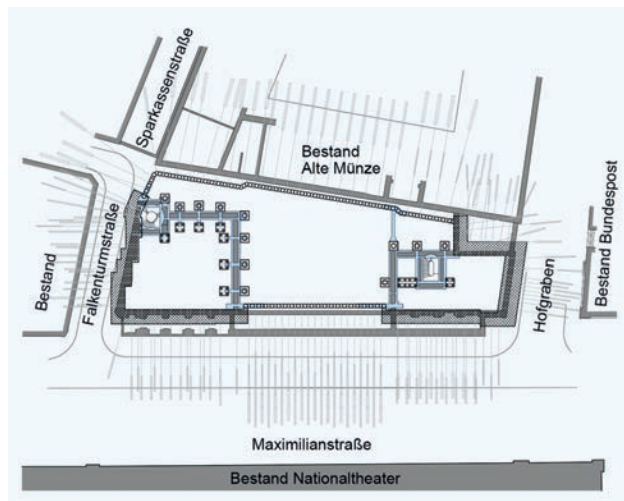 Sparkassenstraße
Bestand
Alte Münze
Bestand
Falkenturmstraße
Hofgraben
Bestand Bundespost
Maximilianstraße
Bestand Nationaltheater